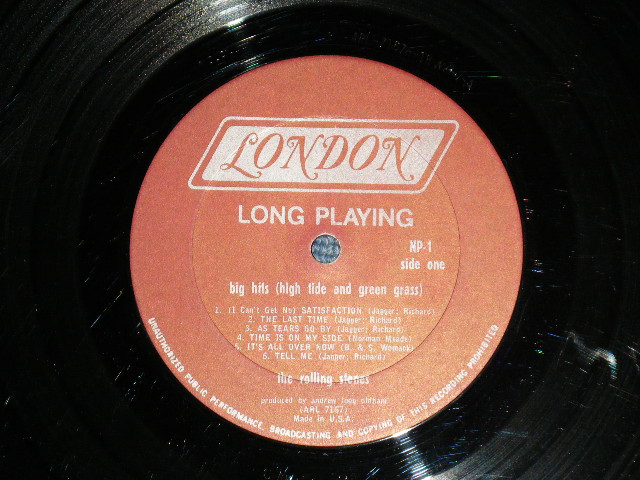 LONDON
LONG PLAYING
NP-1
side one
big hits (high tide and green grass)
1. (I Can't Get No) SATISFACTION (Jagger; Richard)
2. THE LAST TIME (Jagger; Richard)
3. AS TEARS GO BY (Jagger; Richard)
4. TIME IS ON MY SIDE (Norman Meade)
5. IT'S ALL OVER NOW (B. & S. Womack)
6. TELL ME (Jagger; Richard)
the rolling stones
produced by andrew loog oldham
(ARL 7167)
Made in U.S.A.
UNAUTHORIZED PUBLIC PERFORMANCE, BROADCASTING AND COPYING OF THIS RECORDING PROHIBITED